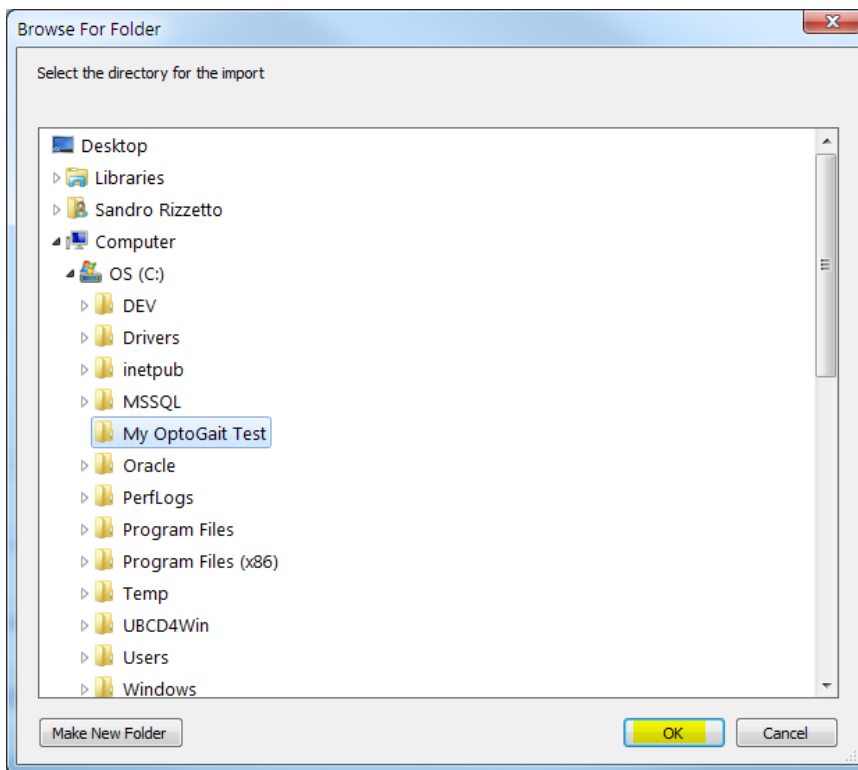 Browse For Folder
Select the directory for the import
Desktop
Libraries
Sandro Rizzetto
Computer
OS (C:)
DEV
Drivers
inetpub
MSSQL
My OptoGait Test
Oracle
PerfLogs
Program Files
Program Files (x86)
Temp
UBCD4Win
Users
Windows
Make New Folder OK Cancel